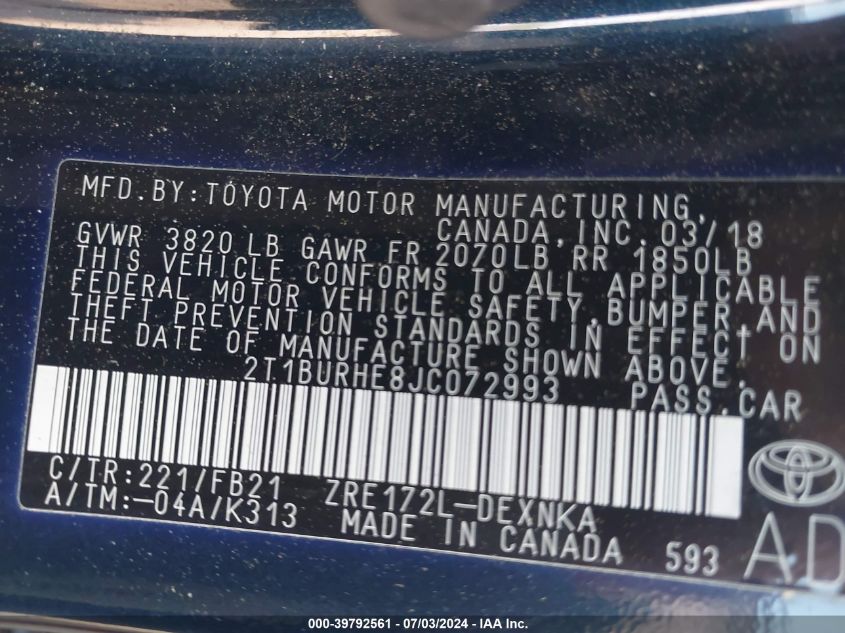 MFD.BY:TOYOTA MOTOR MANUFACTURING,
CANADA,INC.03/18
GVWR 3820LB GAWR FR 2070LB RR 1850LB
THIS VEHICLE CONFORMS TO ALL APPLICABLE
FEDERAL MOTOR VEHICLE SAFETY,BUMPER,AND
THEFT PREVENTION STANDARDS IN EFFECT ON
THE DATE OF MANUFACTURE SHOWN ABOVE.
2T1BURHE8JC072993 PASS.CAR
C/TR:221/FB21 ZRE172L-DEXNKA
A/TM:-04A/K313 MADE IN CANADA 593
AD
000-39792561 - 07/03/2024 - IAA Inc.